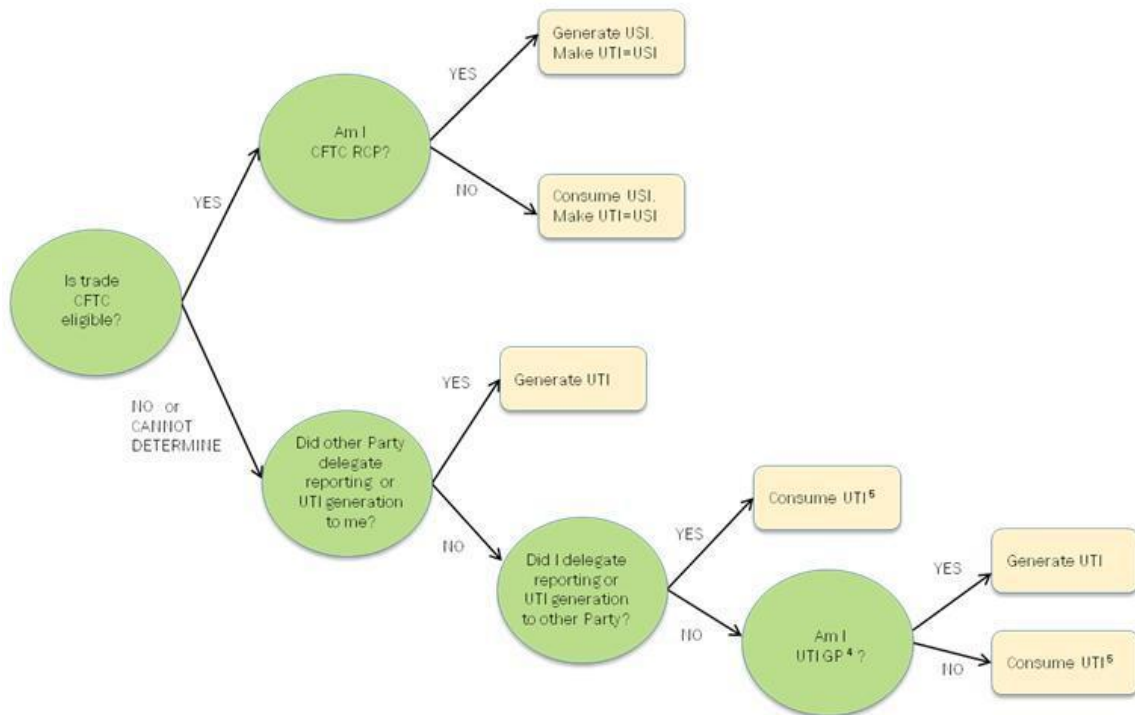 Generate USI.
Make UTI=USI
YES
Am I
CFTC RCP?
NO
Consume USI.
Make UTI=USI
YES
Is trade
CFTC
eligible?
NO or
CANNOT
DETERMINE
YES
Generate UTI
Did other Party
delegate
reporting or
UTI generation
to me?
NO
YES
Consume UTI⁵
Did I delegate
reporting or
UTI generation
to other Party?
NO
YES
Generate UTI
Am I
UTI GP⁴ ?
NO
Consume UTI⁵